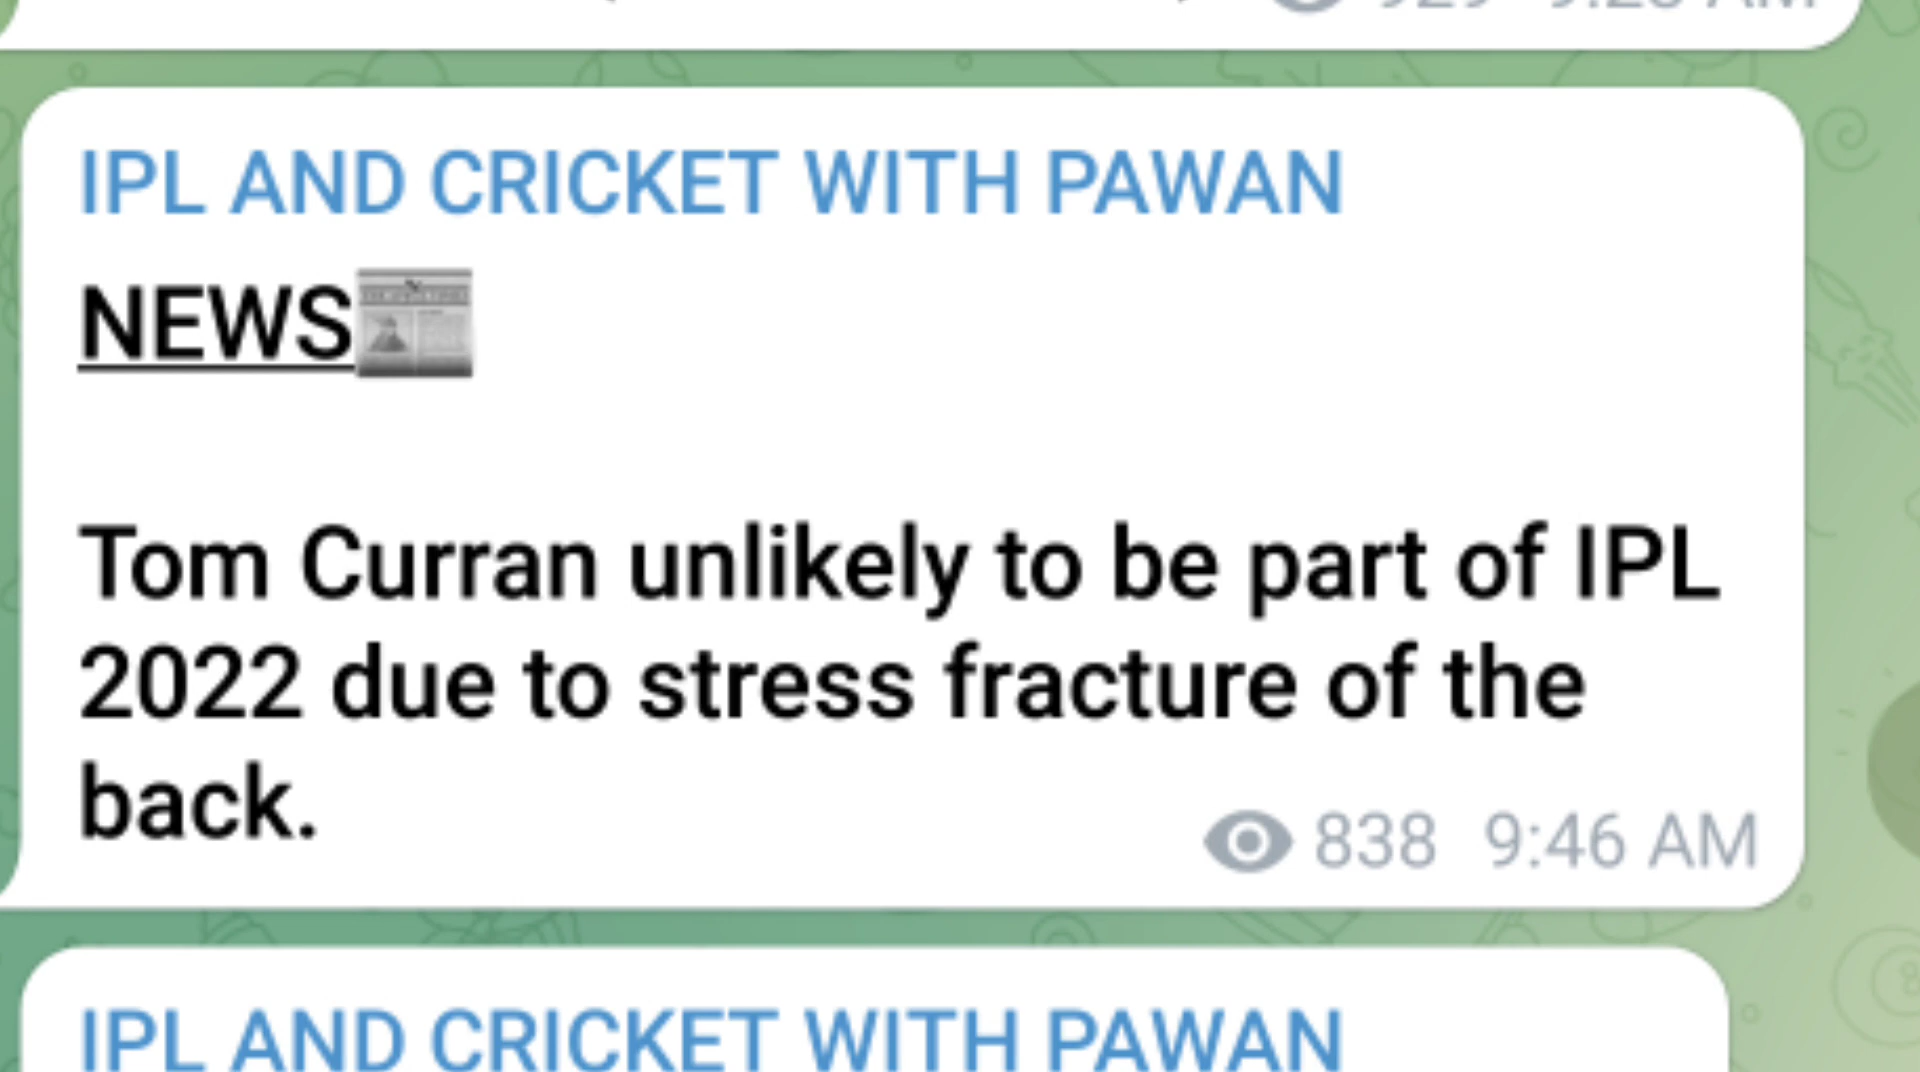 IPL AND CRICKET WITH PAWAN
NEWS📰
Tom Curran unlikely to be part of IPL
2022 due to stress fracture of the
back.
838 9:46 AM
IPL AND CRICKET WITH PAWAN